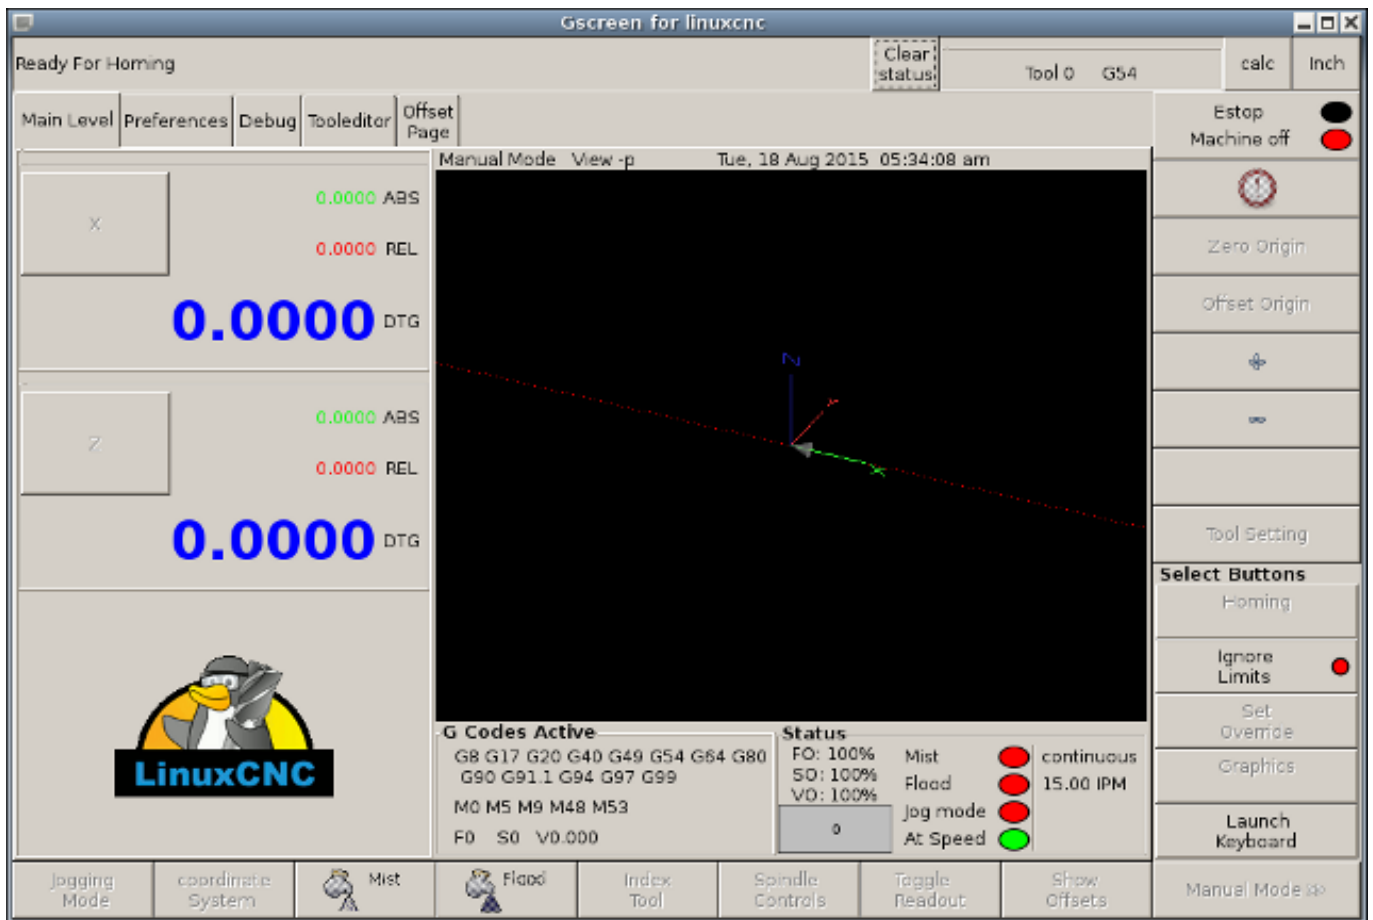 Gscreen for linuxcnc
Ready For Homing
Clear
status
Tool 0 G54
calc
Inch
Main Level
Preferences
Debug
Tooleditor
Offset
Page
Estop
Machine off
Manual Mode View -p Tue, 18 Aug 2015 05:34:08 am
X
0.0000 ABS
0.0000 REL
0.0000 DTG
Z
0.0000 ABS
0.0000 REL
0.0000 DTG
Z
Y
X
Zero Origin
Offset Origin
Tool Setting
Select Buttons
Homing
Ignore
Limits
Set
Override
Graphics
Launch
Keyboard
LinuxCNC
G Codes Active
G8 G17 G20 G40 G49 G54 G64 G80
G90 G91.1 G94 G97 G99
M0 M5 M9 M48 M53
F0 S0 V0.000
Status
FO: 100%
SO: 100%
VO: 100%
0
Mist
Flood
Jog mode
At Speed
continuous
15.00 IPM
Jogging
Mode
coordinate
System
Mist
Flood
Index
Tool
Spindle
Controls
Toggle
Readout
Show
Offsets
Manual Mode